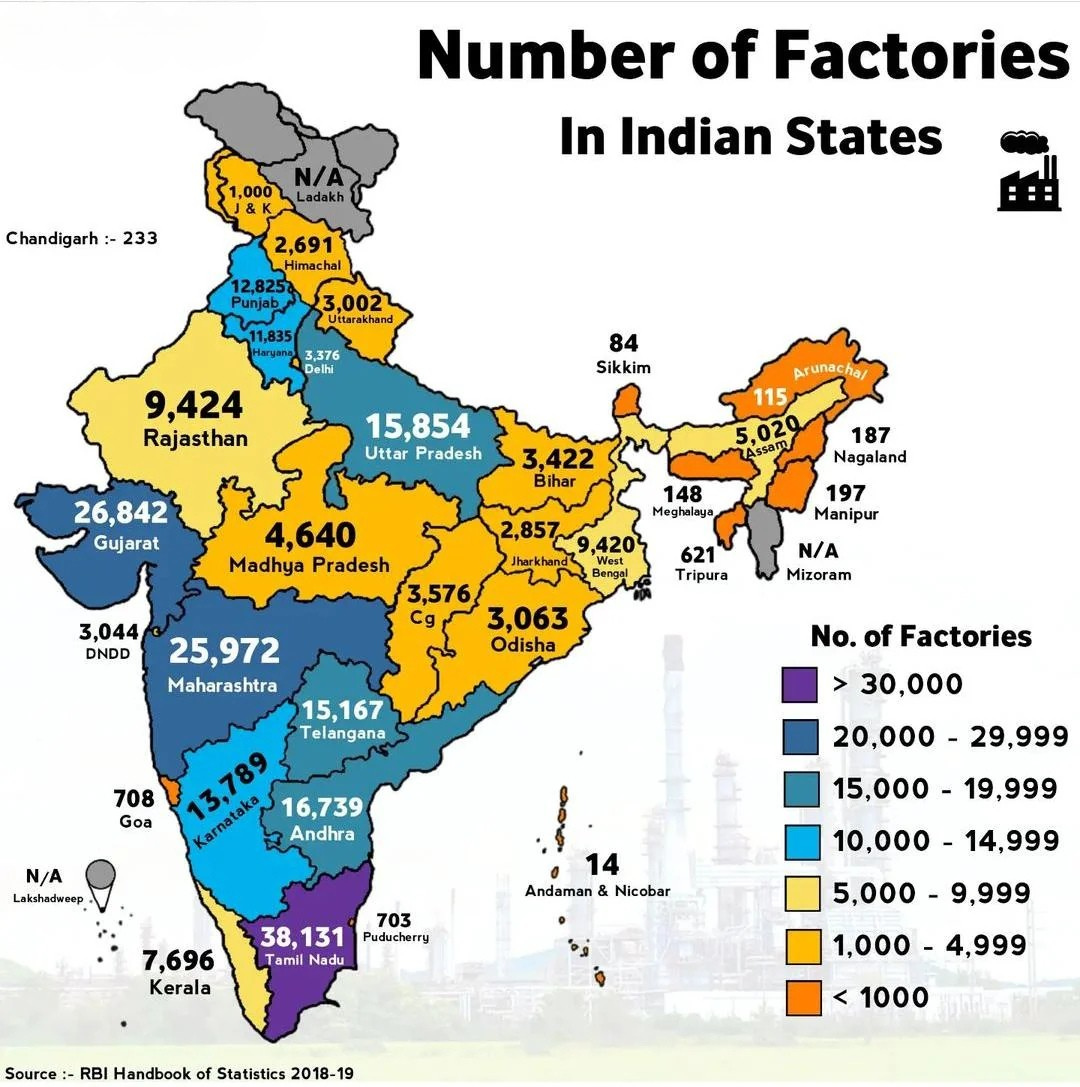 Number of Factories
In Indian States
N/A
Ladakh
1,000
J & K
Chandigarh :- 233
2,691
Himachal
12,825
Punjab
3,002
Uttarakhand
11,835
Haryana
3,376
Delhi
84
Sikkim
Arunachal
115
9,424
Rajasthan
15,854
Uttar Pradesh
5,020
Assam
187
Nagaland
3,422
Bihar
148
Meghalaya
197
Manipur
26,842
Gujarat
4,640
Madhya Pradesh
2,857
Jharkhand
9,420
West
Bengal
621
Tripura
N/A
Mizoram
3,576
Cg
3,063
Odisha
3,044
DNDD
25,972
Maharashtra
15,167
Telangana
13,789
Karnataka
708
Goa
16,739
Andhra
N/A
Lakshadweep
14
Andaman & Nicobar
703
Puducherry
38,131
Tamil Nadu
7,696
Kerala
No. of Factories
> 30,000
20,000 - 29,999
15,000 - 19,999
10,000 - 14,999
5,000 - 9,999
1,000 - 4,999
< 1000
Source :- RBI Handbook of Statistics 2018-19